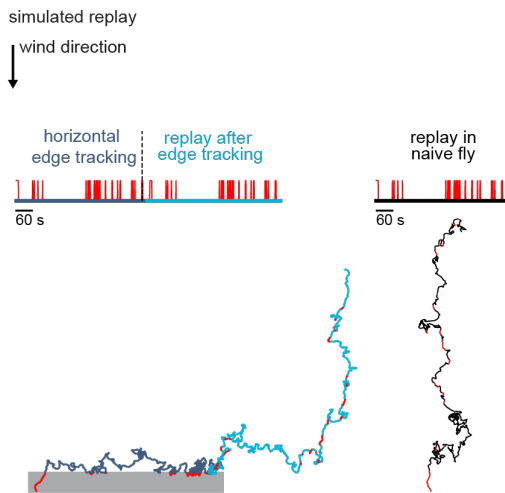 simulated replay
wind direction
horizontal
edge tracking
replay after
edge tracking
replay in
naive fly
60 s
60 s